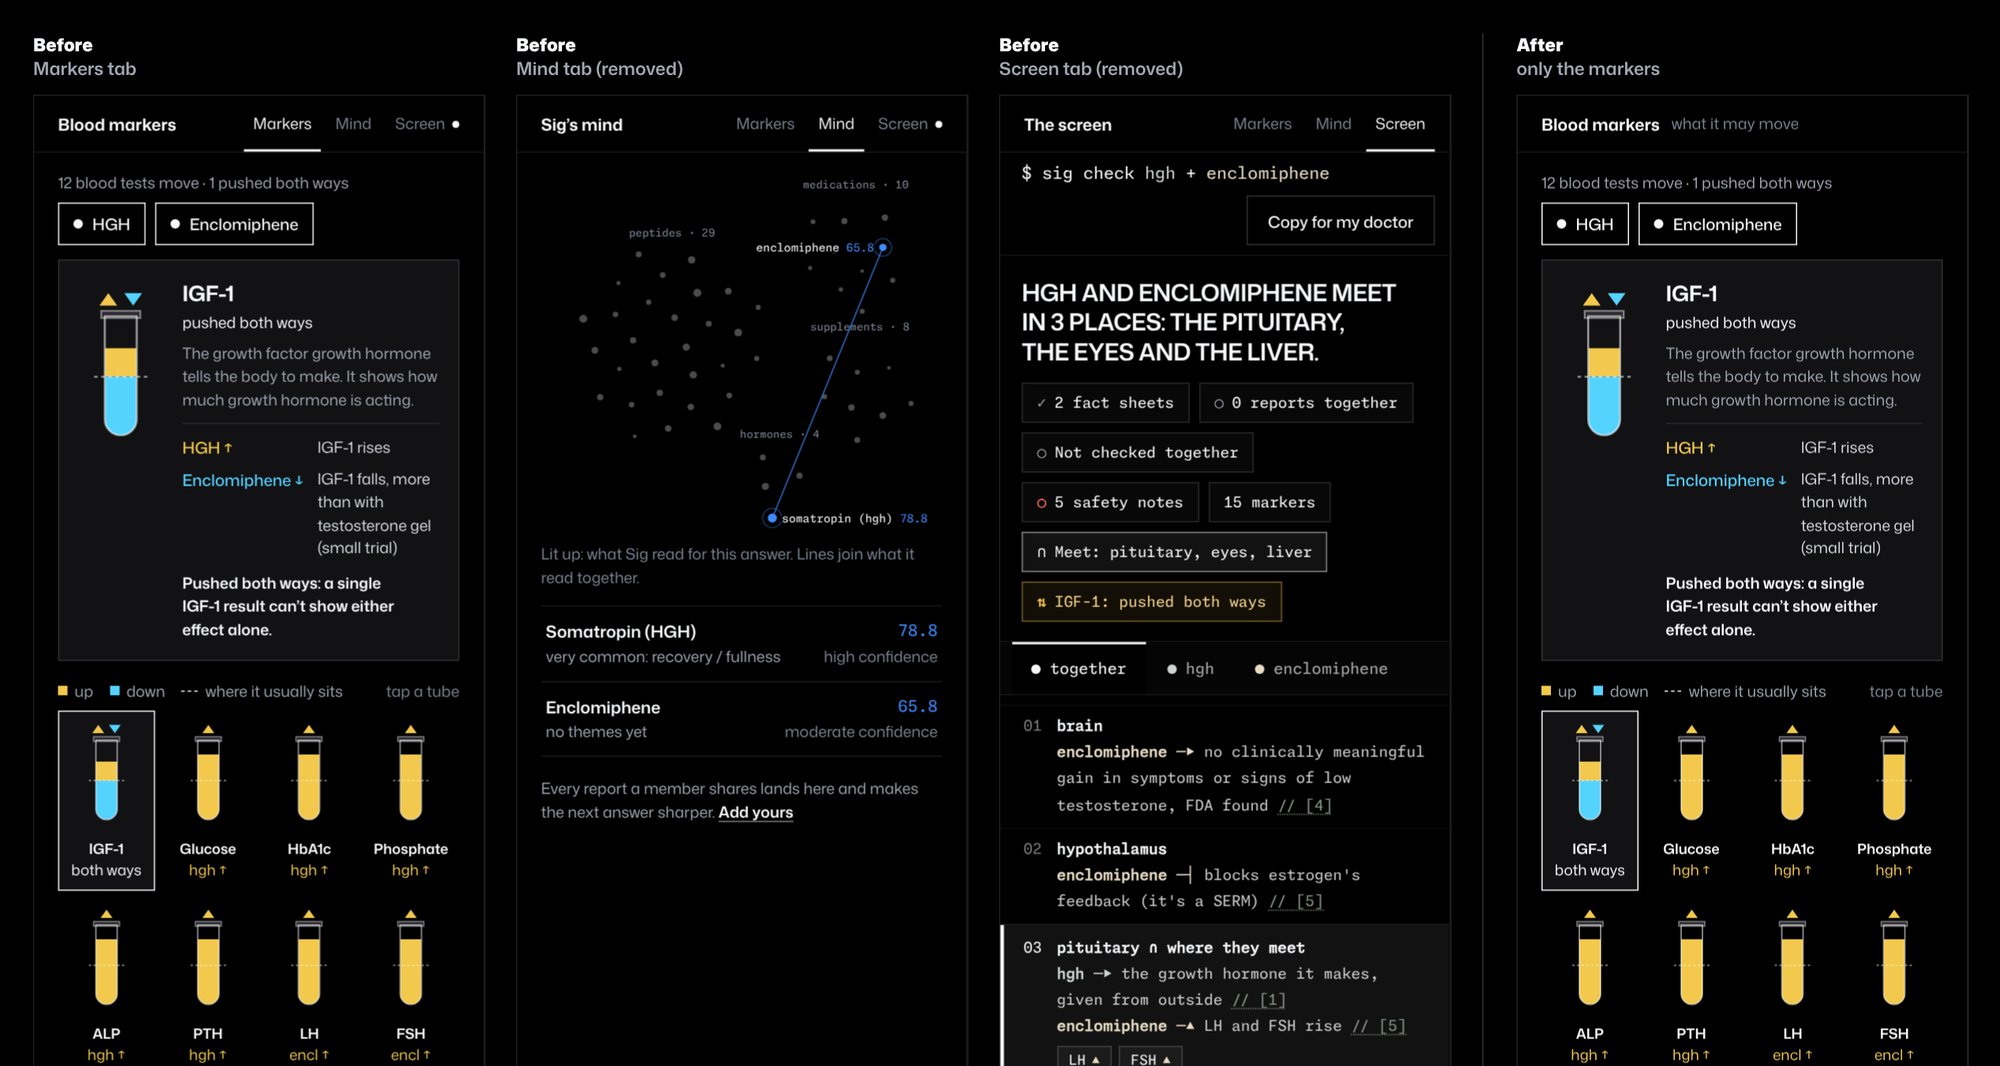 Before
Markers tab
Blood markers
Markers Mind Screen
12 blood tests move · 1 pushed both ways
HGH Enclomiphene
IGF-1
pushed both ways
The growth factor growth hormone
tells the body to make. It shows how
much growth hormone is acting.
HGH ↑ IGF-1 rises
Enclomiphene ↓ IGF-1 falls, more
than with
testosterone gel
(small trial)
Pushed both ways: a single
IGF-1 result can't show either
effect alone.
up down --- where it usually sits tap a tube
IGF-1 Glucose HbA1c Phosphate
both ways hgh ↑ hgh ↑ hgh ↑
ALP PTH LH FSH
hgh ↑ hgh ↑ encl ↑ encl ↑
Before
Mind tab (removed)
Sig's mind
Markers Mind Screen
medications · 10
peptides · 29
enclomiphene 65.8
supplements · 8
hormones · 4
somatropin (hgh) 78.8
Lit up: what Sig read for this answer. Lines join what it
read together.
Somatropin (HGH) 78.8
very common: recovery / fullness high confidence
Enclomiphene 65.8
no themes yet moderate confidence
Every report a member shares lands here and makes
the next answer sharper. Add yours
Before
Screen tab (removed)
The screen
Markers Mind Screen
$ sig check hgh + enclomiphene
Copy for my doctor
HGH AND ENCLOMIPHENE MEET
IN 3 PLACES: THE PITUITARY,
THE EYES AND THE LIVER.
✓ 2 fact sheets ○ 0 reports together
○ Not checked together
○ 5 safety notes 15 markers
∩ Meet: pituitary, eyes, liver
⇅ IGF-1: pushed both ways
together hgh enclomiphene
01 brain
enclomiphene —▸ no clinically meaningful
gain in symptoms or signs of low
testosterone, FDA found // [4]
02 hypothalamus
enclomiphene —┤ blocks estrogen's
feedback (it's a SERM) // [5]
03 pituitary ∩ where they meet
hgh —▸ the growth hormone it makes,
given from outside // [1]
enclomiphene —▴ LH and FSH rise // [5]
LH ▴ FSH ▴
After
only the markers
Blood markers what it may move
12 blood tests move · 1 pushed both ways
HGH Enclomiphene
IGF-1
pushed both ways
The growth factor growth hormone
tells the body to make. It shows how
much growth hormone is acting.
HGH ↑ IGF-1 rises
Enclomiphene ↓ IGF-1 falls, more
than with
testosterone gel
(small trial)
Pushed both ways: a single
IGF-1 result can't show either
effect alone.
up down --- where it usually sits tap a tube
IGF-1 Glucose HbA1c Phosphate
both ways hgh ↑ hgh ↑ hgh ↑
ALP PTH LH FSH
hgh ↑ hgh ↑ encl ↑ encl ↑